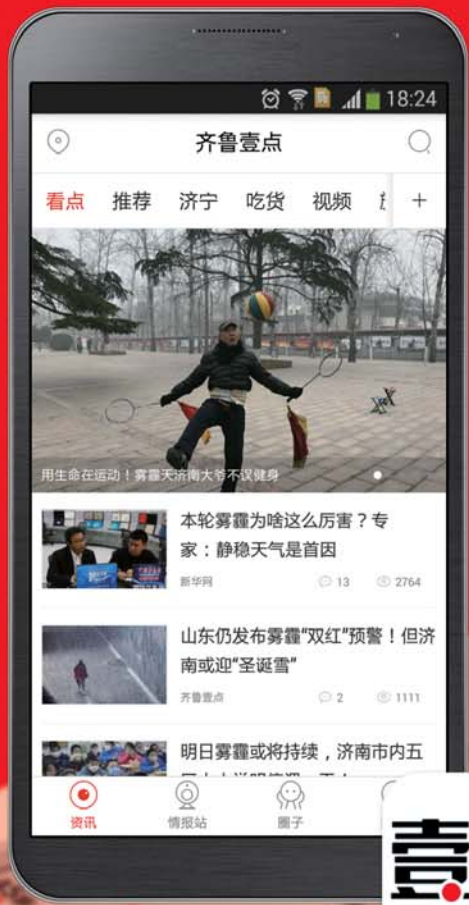 18:24
齐鲁壹点
看点 推荐 济宁 吃货 视频
用生命在运动！雾霾天济南大爷不误健身
本轮雾霾为啥这么厉害？专
家：静稳天气是首因
新华网 13 2764
山东仍发布雾霾“双红”预警！但济
南或迎“圣诞雪”
齐鲁壹点 2 1111
明日雾霾或将持续，济南市内五
资讯 情报站 圈子
壹